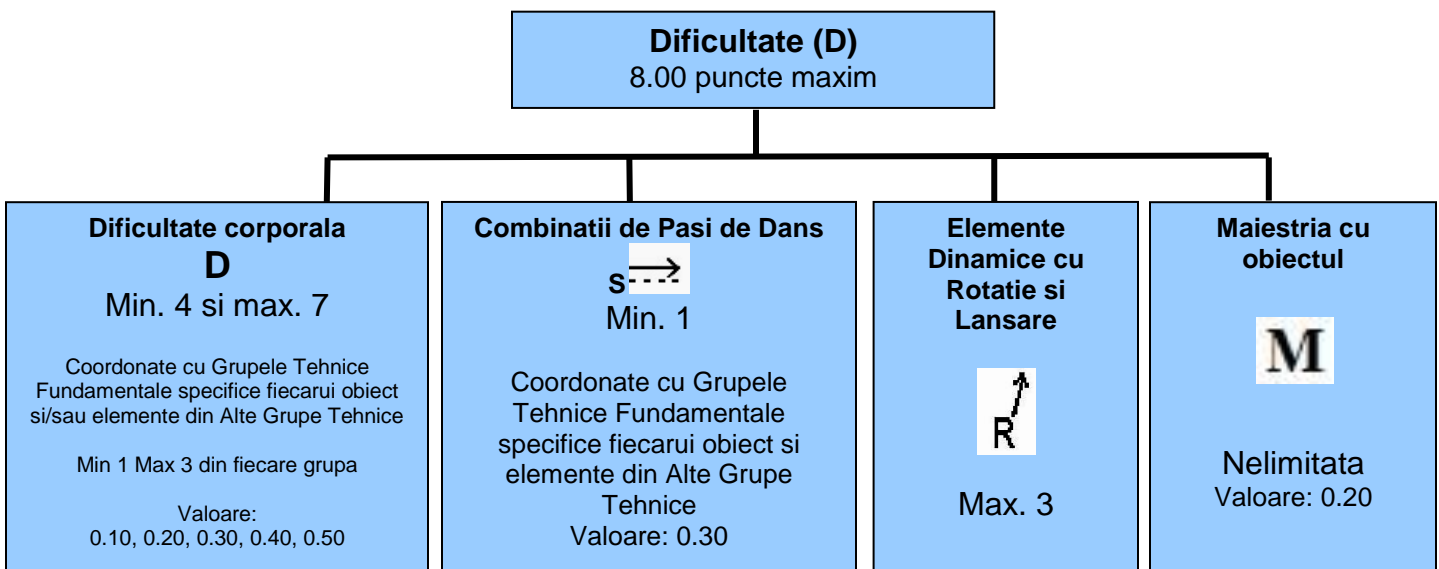 Dificultate (D)
8.00 puncte maxim
Dificultate corporala
D
Min. 4 si max. 7
Coordonate cu Grupele Tehnice
Fundamentale specifice fiecarui obiect
si/sau elemente din Alte Grupe Tehnice
Min 1 Max 3 din fiecare grupa
Valoare:
0.10, 0.20, 0.30, 0.40, 0.50
Combinatii de Pasi de Dans
S
Min. 1
Coordonate cu Grupele
Tehnice Fundamentale
specifice fiecarui obiect si
elemente din Alte Grupe
Tehnice
Valoare: 0.30
Elemente
Dinamice cu
Rotatie si
Lansare
R
Max. 3
Maiestria cu
obiectul
M
Nelimitata
Valoare: 0.20